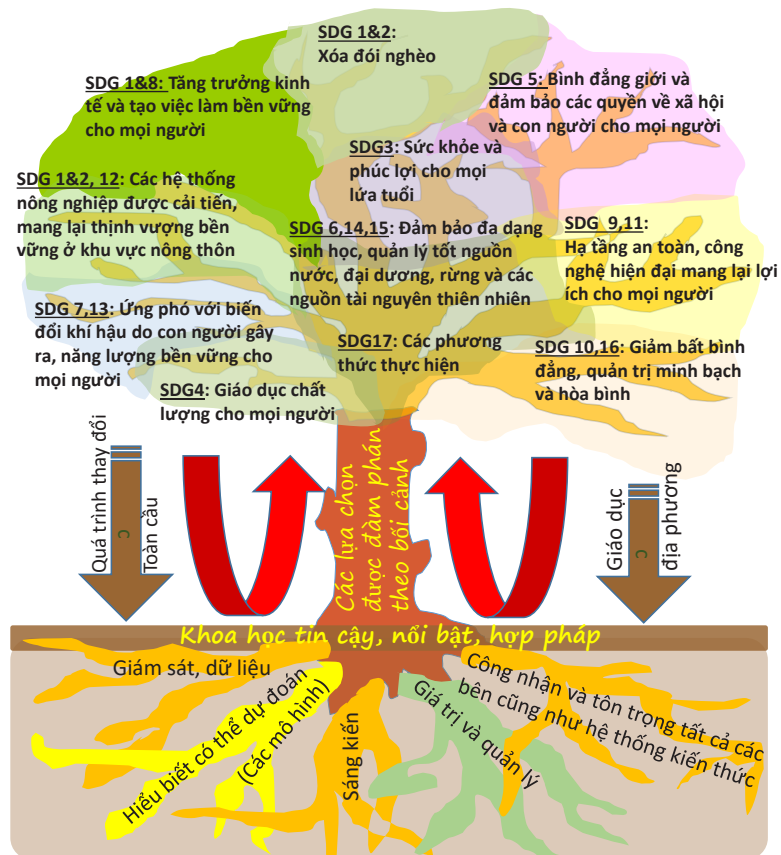 SDG 1&2:
Xóa đói nghèo
SDG 1&8: Tăng trưởng kinh
tế và tạo việc làm bền vững
cho mọi người
SDG 5: Bình đẳng giới và
đảm bảo các quyền về xã hội
và con người cho mọi người
SDG3: Sức khỏe và
phúc lợi cho mọi
lứa tuổi
SDG 1&2, 12: Các hệ thống
nông nghiệp được cải tiến,
mang lại thịnh vượng bền
vững ở khu vực nông thôn
SDG 6,14,15: Đảm bảo đa dạng
sinh học, quản lý tốt nguồn
nước, đại dương, rừng và các
nguồn tài nguyên thiên nhiên
SDG 9,11:
Hạ tầng an toàn, công
nghệ hiện đại mang lại lợi
ích cho mọi người
SDG 7,13: Ứng phó với biến
đổi khí hậu do con người gây
ra, năng lượng bền vững cho
mọi người
SDG17: Các phương
thức thực hiện
SDG 10,16: Giảm bất bình
đẳng, quản trị minh bạch
và hòa bình
SDG4: Giáo dục chất
lượng cho mọi người
Quá trình thay đổi
Toàn cầu
c
Các lựa chọn
được đàm phán
theo bối cảnh
Giáo dục
địa phương
c
Khoa học tin cậy, nổi bật, hợp pháp
Giám sát, dữ liệu
Hiểu biết có thể dự đoán
(Các mô hình)
Sáng kiến
Giá trị và quản lý
Công nhận và tôn trọng tất cả các
bên cũng như hệ thống kiến thức